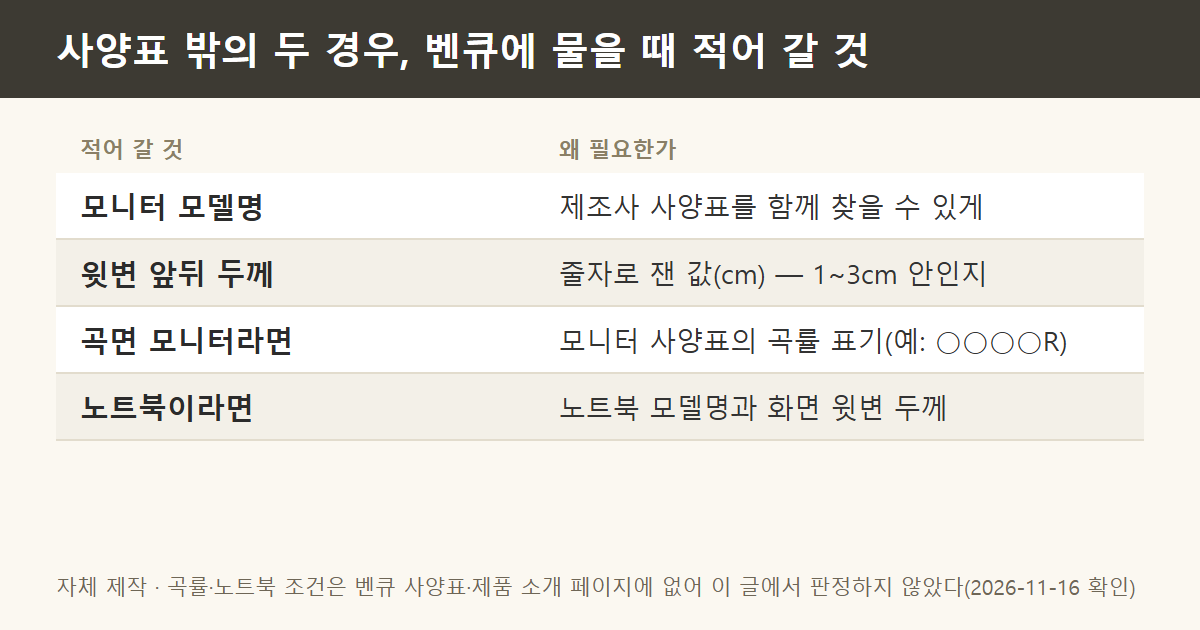 사양표 밖의 두 경우, 벤큐에 물을 때 적어 갈 것
적어 갈 것 왜 필요한가
모니터 모델명 제조사 사양표를 함께 찾을 수 있게
윗변 앞뒤 두께 줄자로 잰 값(cm) — 1~3cm 안인지
곡면 모니터라면 모니터 사양표의 곡률 표기(예: ○○○○R)
노트북이라면 노트북 모델명과 화면 윗변 두께
자체 제작 · 곡률·노트북 조건은 벤큐 사양표·제품 소개 페이지에 없어 이 글에서 판정하지 않았다(2026-11-16 확인)